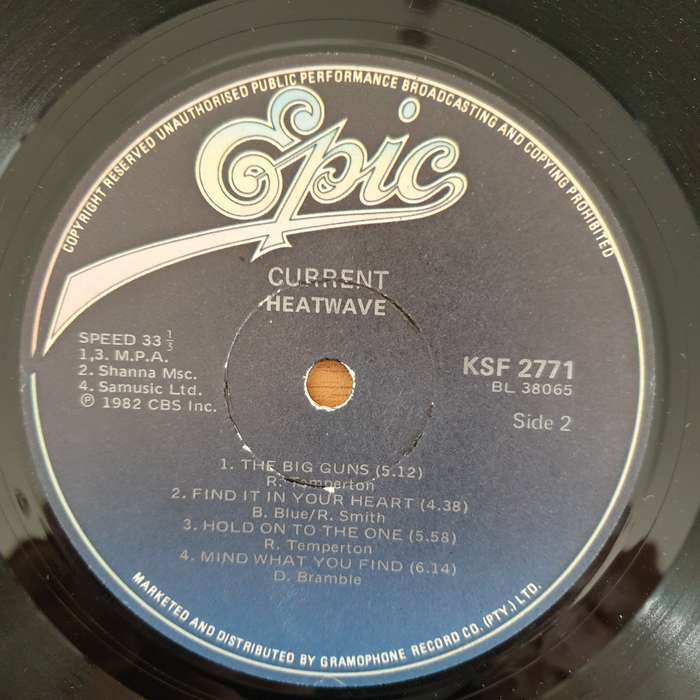 COPYRIGHT RESERVED UNAUTHORISED PUBLIC PERFORMANCE BROADCASTING AND COPYING PROHIBITED
Epic
CURRENT
HEATWAVE
SPEED 33 1/3
1,3. M.P.A.
2. Shanna Msc.
4. Samusic Ltd.
℗ 1982 CBS Inc.
KSF 2771
BL 38065
Side 2
1. THE BIG GUNS (5.12)
R. Temperton
2. FIND IT IN YOUR HEART (4.38)
B. Blue/R. Smith
3. HOLD ON TO THE ONE (5.58)
R. Temperton
4. MIND WHAT YOU FIND (6.14)
D. Bramble
MARKETED AND DISTRIBUTED BY GRAMOPHONE RECORD CO. (PTY.) LTD.